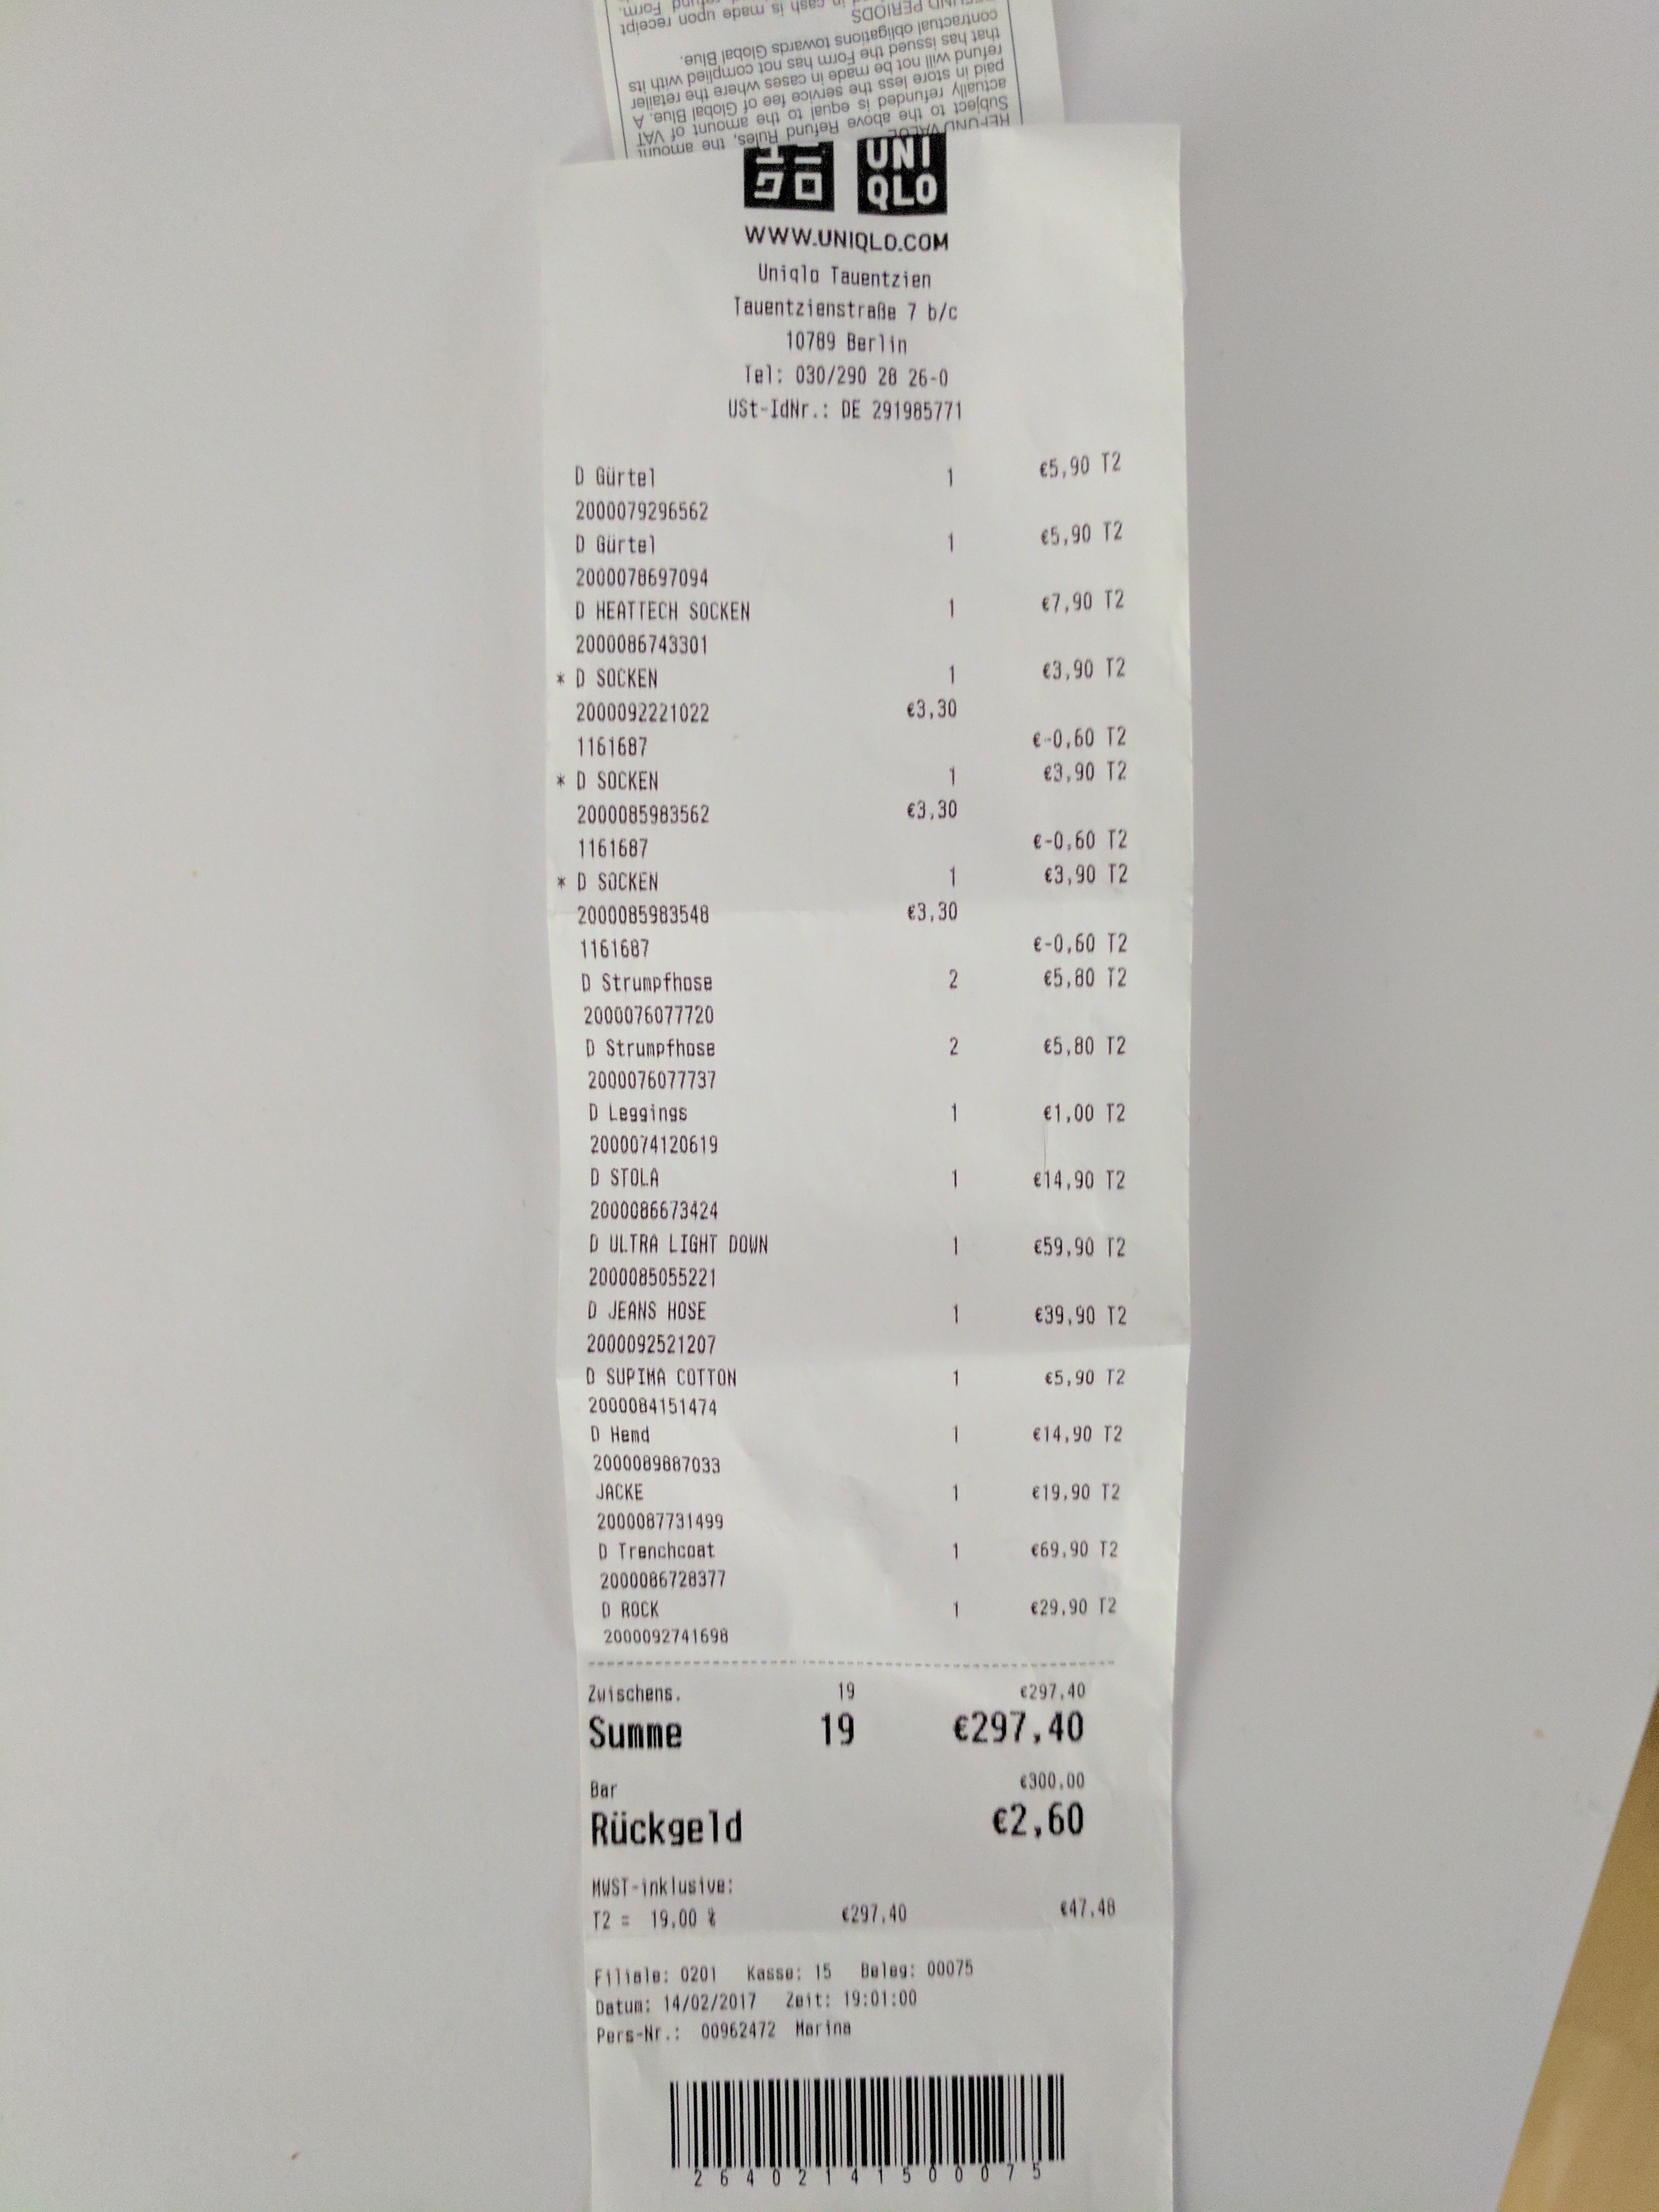 Form.
cash is made upon receipt
PERIODS
contractual obligations towards Global Blue.
that has issued the Form has not complied with its
refund will not be made in cases where the retailer
paid in store less the service fee of Global Blue. A
actually refunded is equal to the amount of VAT
Subject to the above Refund Rules, the amount
REFUND VALUE
UNI
QLO
WWW.UNIQLO.COM
Uniqlo Tauentzien
Tauentzienstraße 7 b/c
10789 Berlin
Tel: 030/290 28 26-0
USt-IdNr.: DE 291985771
D Gürtel 1 €5,90 T2
2000079296562
D Gürtel 1 €5,90 T2
2000078697094
D HEATTECH SOCKEN 1 €7,90 T2
2000086743301
* D SOCKEN 1 €3,90 T2
2000092221022 €3,30
1161687 €-0,60 T2
* D SOCKEN 1 €3,90 T2
2000085983562 €3,30
1161687 €-0,60 T2
* D SOCKEN 1 €3,90 T2
2000085983548 €3,30
1161687 €-0,60 T2
D Strumpfhose 2 €5,80 T2
2000076077720
D Strumpfhose 2 €5,80 T2
2000076077737
D Leggings 1 €1,00 T2
2000074120619
D STOLA 1 €14,90 T2
2000086673424
D ULTRA LIGHT DOWN 1 €59,90 T2
2000085055221
D JEANS HOSE 1 €39,90 T2
2000092521207
D SUPIMA COTTON 1 €5,90 T2
2000084151474
D Hemd 1 €14,90 T2
2000089887033
JACKE 1 €19,90 T2
2000087731499
D Trenchcoat 1 €69,90 T2
2000086728377
D ROCK 1 €29,90 T2
2000092741698
Zwischens. 19 €297,40
Summe 19 €297,40
Bar €300,00
Rückgeld €2,60
MWST-inklusive:
T2 = 19,00 % €297,40 €47,48
Filiale: 0201 Kasse: 15 Beleg: 00075
Datum: 14/02/2017 Zeit: 19:01:00
Pers-Nr.: 00962472 Marina
26402141500075